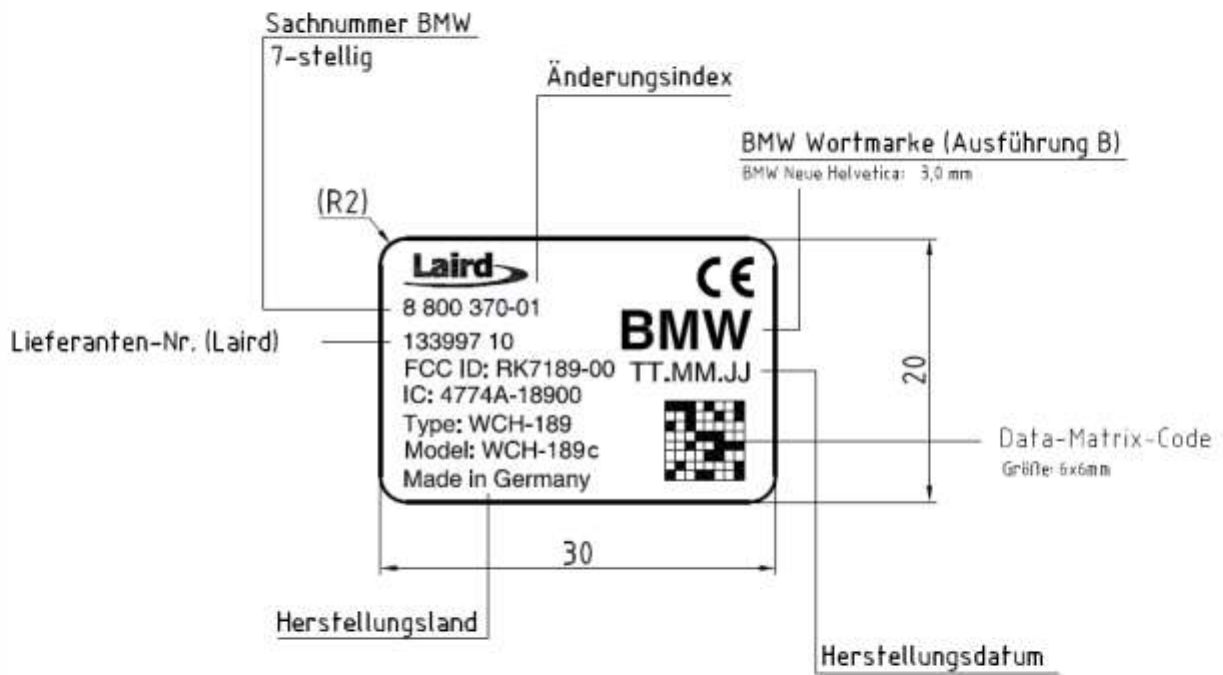 Sachnummer BMW
7-stellig
Änderungsindex
BMW Wortmarke (Ausführung B)
BMW Neue Helvetica: 3,0 mm
(R2)
Laird
CE
8 800 370-01
BMW
Lieferanten-Nr. (Laird)
133997 10
FCC ID: RK7189-00
TT.MM.JJ
IC: 4774A-18900
20
Type: WCH-189
Model: WCH-189c
Data-Matrix-Code
Größe: 6x6mm
Made in Germany
30
Herstellungsland
Herstellungsdatum